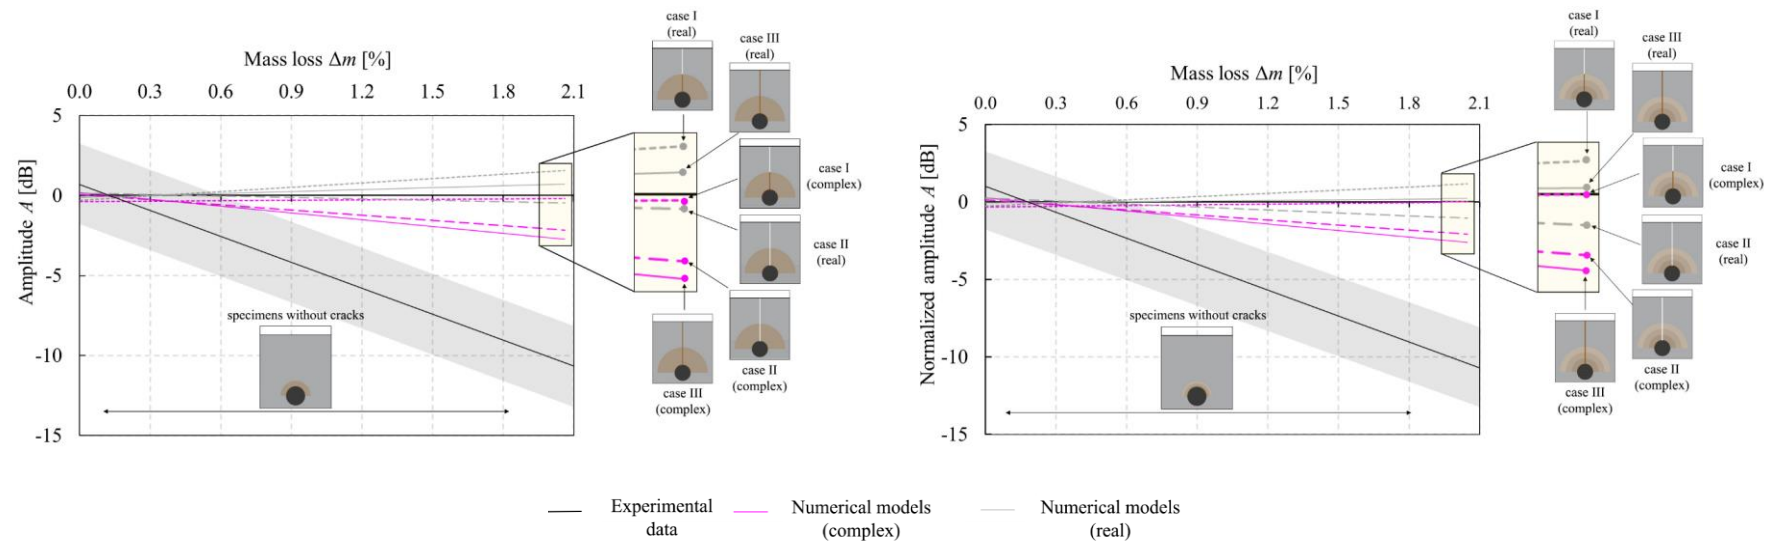 case I
(real)
case III
(real)
Mass loss Δm [%]
0.0 0.3 0.6 0.9 1.2 1.5 1.8 2.1
5
0
-5
-10
-15
Amplitude A [dB]
case I
(complex)
case II
(real)
specimens without cracks
case III
(complex)
case II
(complex)
case I
(real)
case III
(real)
Mass loss Δm [%]
0.0 0.3 0.6 0.9 1.2 1.5 1.8 2.1
5
0
-5
-10
-15
Normalized amplitude A [dB]
case I
(complex)
case II
(real)
specimens without cracks
case III
(complex)
case II
(complex)
Experimental
data
Numerical models
(complex)
Numerical models
(real)